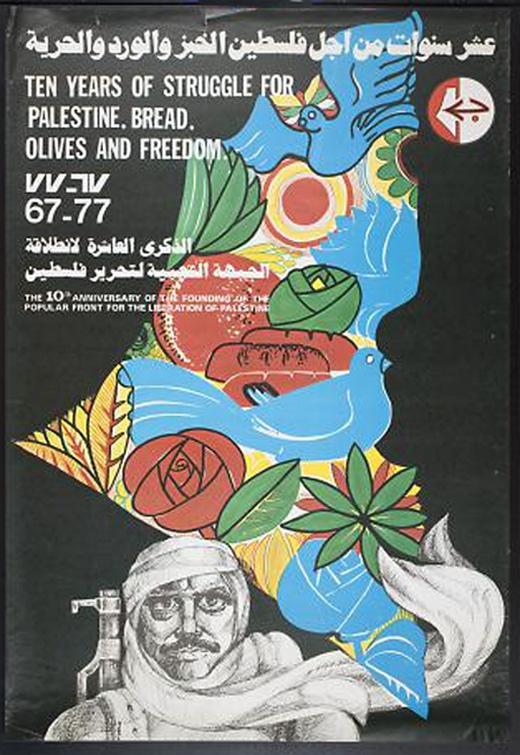 عشر سنوات من اجل فلسطين الخبز والورد والحرية
TEN YEARS OF STRUGGLE FOR
PALESTINE, BREAD,
OLIVES AND FREEDOM
٦٧-٧٧
67-77
الذكرى العاشرة لانطلاقة
الجبهة الشعبية لتحرير فلسطين
THE 10th ANNIVERSARY OF THE FOUNDING OF THE
POPULAR FRONT FOR THE LIBERATION OF PALESTINE